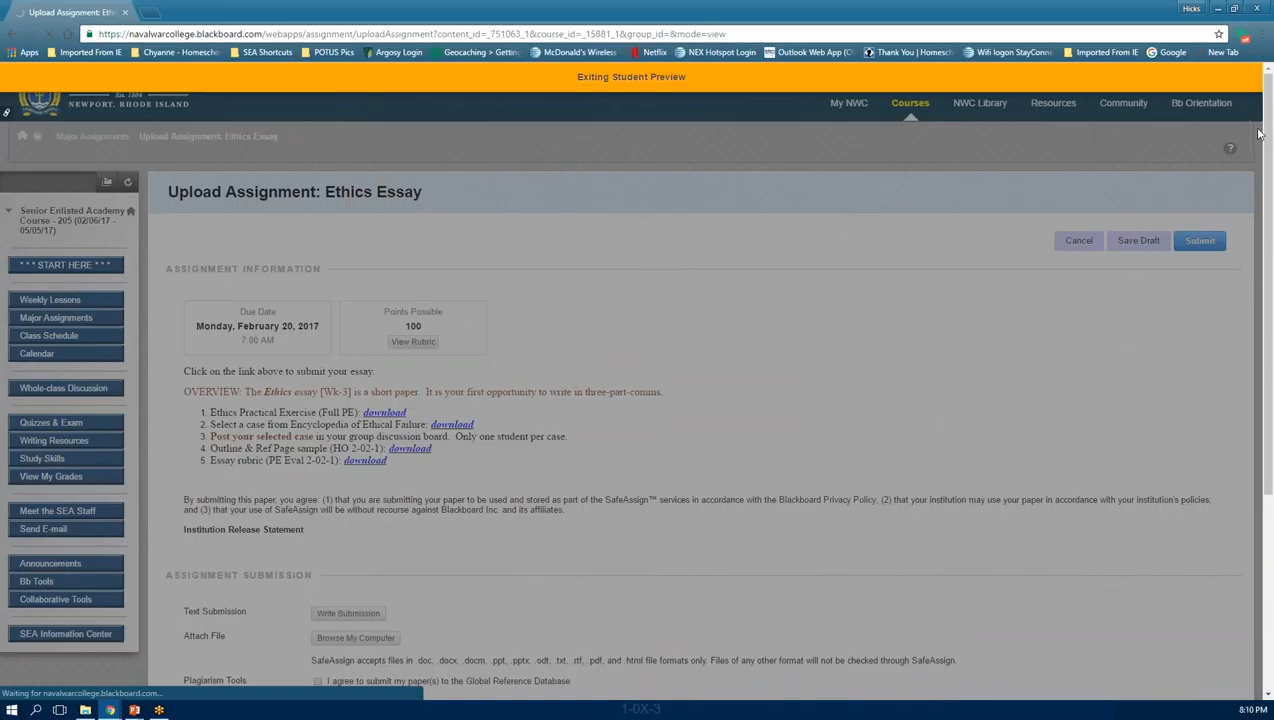 Upload Assignment: Ethi
Hicks
https://navalwarcollege.blackboard.com/webapps/assignment/uploadAssignment?content_id=_751063_1&course_id=_15881_1&group_id=&mode=view
Apps Imported From IE Chyanne - Homescho SEA Shortcuts POTUS Pics Argosy Login Geocaching > Getting McDonald's Wireless Netflix NEX Hotspot Login Outlook Web App (O Thank You | Homesch Wifi logon StayConne Imported From IE Google New Tab
Exiting Student Preview
NEWPORT, RHODE ISLAND
My NWC Courses NWC Library Resources Community Bb Orientation
Major Assignments Upload Assignment: Ethics Essay
?
Upload Assignment: Ethics Essay
Senior Enlisted Academy
Course - 205 (02/06/17 -
05/05/17)
* * * START HERE * * *
Weekly Lessons
Major Assignments
Class Schedule
Calendar
Whole-class Discussion
Quizzes & Exam
Writing Resources
Study Skills
View My Grades
Meet the SEA Staff
Send E-mail
Announcements
Bb Tools
Collaborative Tools
SEA Information Center
Cancel Save Draft Submit
ASSIGNMENT INFORMATION
Due Date
Monday, February 20, 2017
7:00 AM
Points Possible
100
View Rubric
Click on the link above to submit your essay.
OVERVIEW: The Ethics essay [Wk-3] is a short paper. It is your first opportunity to write in three-part-comms.
1. Ethics Practical Exercise (Full PE): download
2. Select a case from Encyclopedia of Ethical Failure: download
3. Post your selected case in your group discussion board. Only one student per case.
4. Outline & Ref Page sample (HO 2-02-1): download
5. Essay rubric (PE Eval 2-02-1): download
By submitting this paper, you agree: (1) that you are submitting your paper to be used and stored as part of the SafeAssign™ services in accordance with the Blackboard Privacy Policy; (2) that your institution may use your paper in accordance with your institution's policies;
and (3) that your use of SafeAssign will be without recourse against Blackboard Inc. and its affiliates.
Institution Release Statement
ASSIGNMENT SUBMISSION
Text Submission Write Submission
Attach File Browse My Computer
SafeAssign accepts files in .doc, .docx, .docm, .ppt, .pptx, .odt, .txt, .rtf, .pdf, and .html file formats only. Files of any other format will not be checked through SafeAssign.
Plagiarism Tools I agree to submit my paper(s) to the Global Reference Database
Waiting for navalwarcollege.blackboard.com...
1-0X-3
8:10 PM